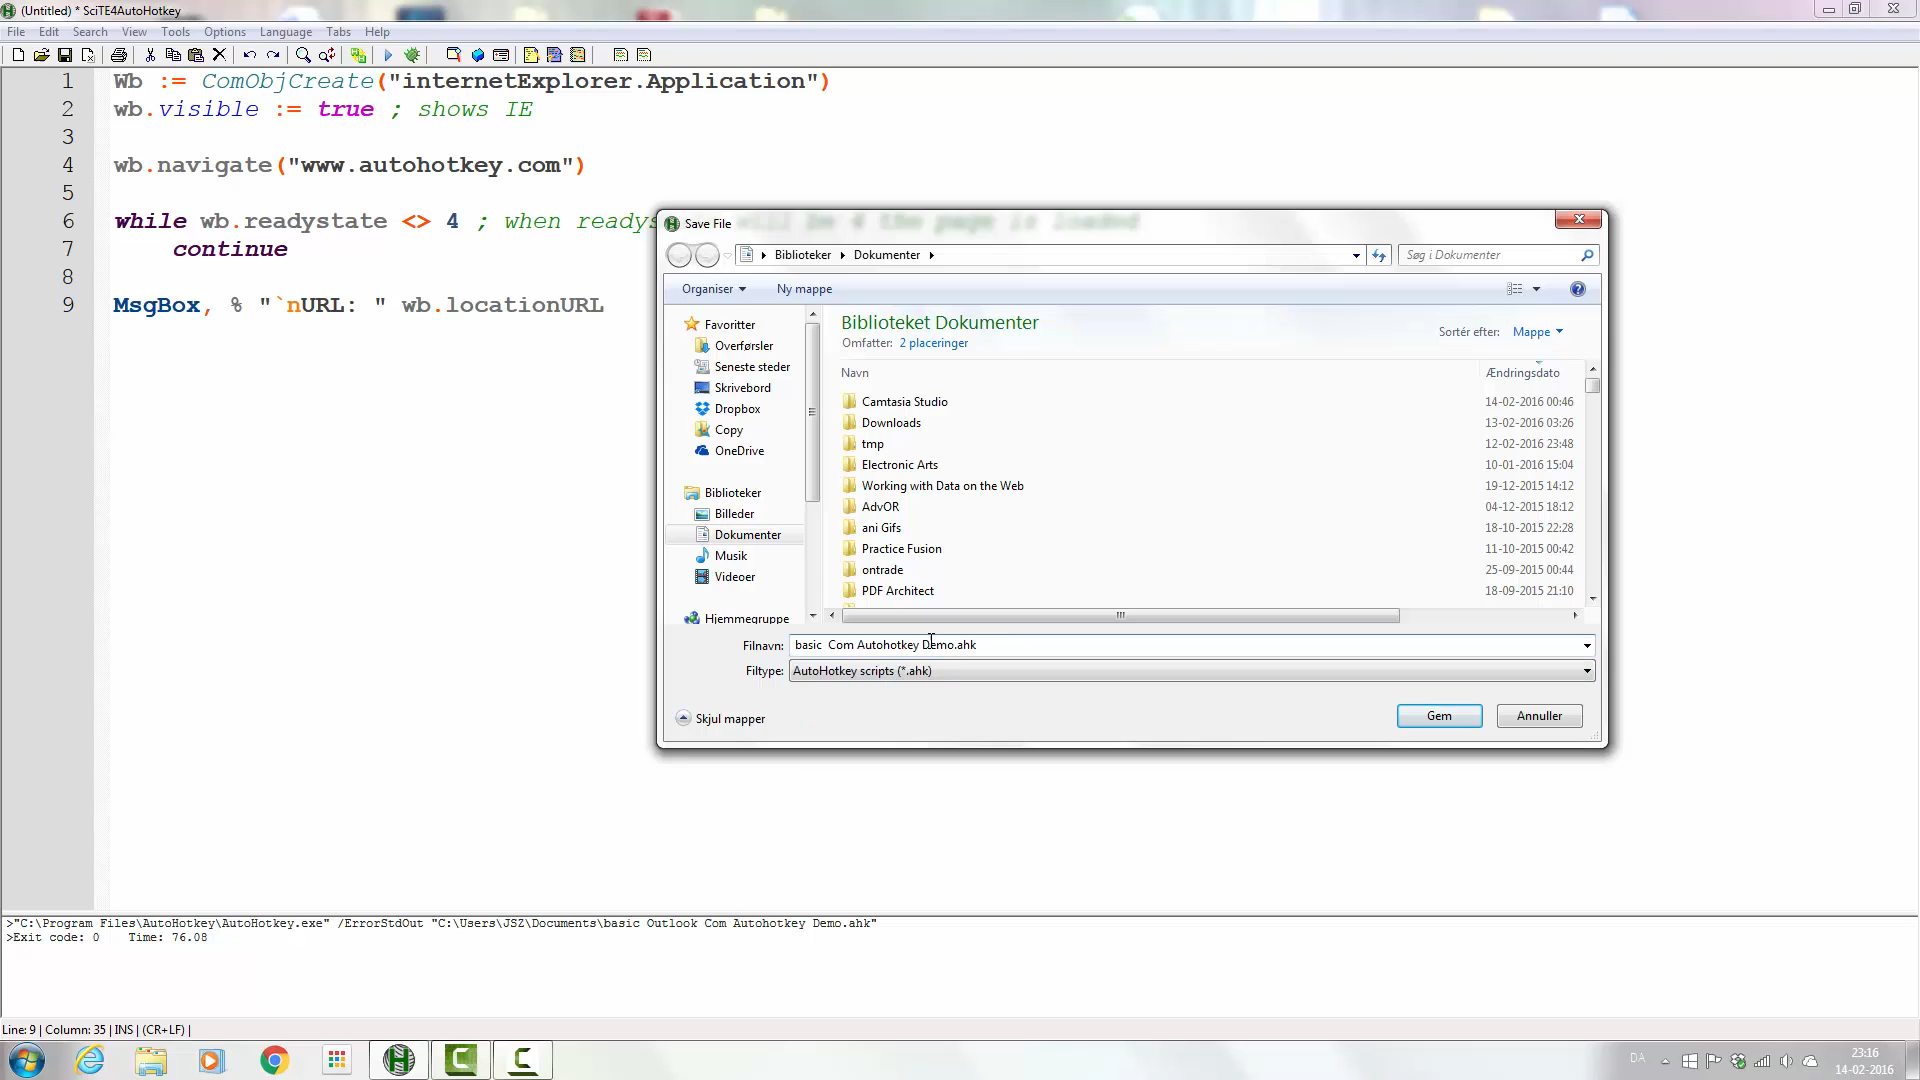 (Untitled) * SciTE4AutoHotkey
File Edit Search View Tools Options Language Tabs Help
1 Wb := ComObjCreate("internetExplorer.Application")
2 wb.visible := true ; shows IE
3
4 wb.navigate("www.autohotkey.com")
5
6 while wb.readystate <> 4 ; when readys will be 4 the page is loaded
7 continue
8
9 MsgBox, % "`nURL: " wb.locationURL
Save File
Biblioteker Dokumenter
Søg i Dokumenter
Organiser Ny mappe
Favoritter
Overførsler
Seneste steder
Skrivebord
Dropbox
Copy
OneDrive
Biblioteker
Billeder
Dokumenter
Musik
Videoer
Hjemmegruppe
Biblioteket Dokumenter
Omfatter: 2 placeringer
Sortér efter: Mappe
Navn Ændringsdato
Camtasia Studio 14-02-2016 00:46
Downloads 13-02-2016 03:26
tmp 12-02-2016 23:48
Electronic Arts 10-01-2016 15:04
Working with Data on the Web 19-12-2015 14:12
AdvOR 04-12-2015 18:12
ani Gifs 18-10-2015 22:28
Practice Fusion 11-10-2015 00:42
ontrade 25-09-2015 00:44
PDF Architect 18-09-2015 21:10
Filnavn: basic  Com Autohotkey Demo.ahk
Filtype: AutoHotkey scripts (*.ahk)
Skjul mapper
Gem Annuller
>"C:\Program Files\AutoHotkey\AutoHotkey.exe" /ErrorStdOut "C:\Users\JSZ\Documents\basic Outlook Com Autohotkey Demo.ahk"
>Exit code: 0 Time: 76.08
Line: 9 | Column: 35 | INS | (CR+LF) |
DA
23:16
14-02-2016